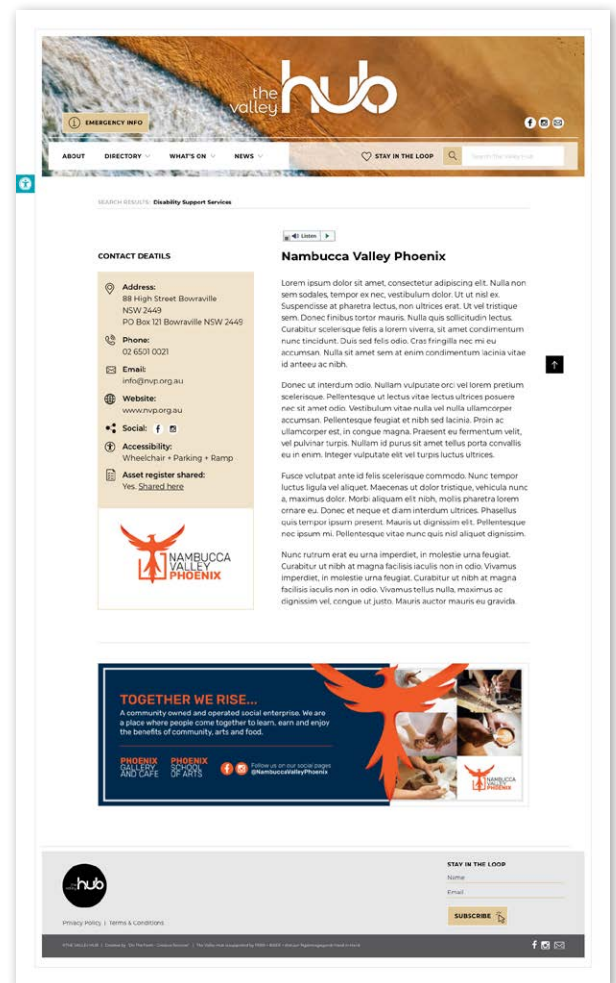 the valley hub
EMERGENCY INFO
ABOUT DIRECTORY WHAT'S ON NEWS STAY IN THE LOOP Search the Valley Hub
SEARCH RESULTS: Disability Support Services
Listen
CONTACT DEATILS
Address:
88 High Street Bowraville
NSW 2449
PO Box 121 Bowraville NSW 2449
Phone:
02 6501 0021
Email:
info@nvp.org.au
Website:
www.nvp.org.au
Social:
Accessibility:
Wheelchair + Parking + Ramp
Asset register shared:
Yes. Shared here
NAMBUCCA
VALLEY
PHOENIX
Nambucca Valley Phoenix
Lorem ipsum dolor sit amet, consectetur adipiscing elit. Nulla non
sem sodales, tempor ex nec, vestibulum dolor. Ut ut nisl ex.
Suspendisse at pharetra lectus, non ultrices erat. Ut vel tristique
sem. Donec finibus tortor mauris. Nulla quis sollicitudin lectus.
Curabitur scelerisque felis a lorem viverra, sit amet condimentum
nunc tincidunt. Duis sed felis odio. Cras fringilla nec mi eu
accumsan. Nulla sit amet sem at enim condimentum lacinia vitae
id anteeu ac nibh.
Donec ut interdum odio. Nullam vulputate orci vel lorem pretium
scelerisque. Pellentesque ut lectus vitae lectus ultrices posuere
nec sit amet odio. Vestibulum vitae nulla vel nulla ullamcorper
accumsan. Pellentesque feugiat et nibh sed lacinia. Proin ac
ullamcorper est, in congue magna. Praesent eu fermentum velit,
vel pulvinar turpis. Nullam id purus sit amet tellus porta convallis
eu in enim. Integer vulputate elit vel turpis luctus ultrices.
Fusce volutpat ante id felis scelerisque commodo. Nunc tempor
luctus ligula vel aliquet. Maecenas ut dolor tristique, vehicula nunc
a, maximus dolor. Morbi aliquam elit nibh, mollis pharetra lorem
ornare eu. Donec et neque et diam interdum ultrices. Phasellus
quis tempor ipsum present. Mauris ut dignissim elit. Pellentesque
nec ipsum mi. Pellentesque vitae nunc quis nisl aliquet dignissim.
Nunc rutrum erat eu urna imperdiet, in molestie urna feugiat.
Curabitur ut nibh at magna facilisis iaculis non in odio. Vivamus
imperdiet, in molestie urna feugiat. Curabitur ut nibh at magna
facilisis iaculis non in odio. Vivamus tellus nulla, maximus ac
dignissim vel, congue ut justo. Mauris auctor mauris eu gravida.
TOGETHER WE RISE...
A community owned and operated social enterprise. We are
a place where people come together to learn, earn and enjoy
the benefits of community, arts and food.
PHOENIX
GALLERY
AND CAFE
PHOENIX
SCHOOL
OF ARTS
Follow us on our social pages
@NambuccaValleyPhoenix
NAMBUCCA
VALLEY
PHOENIX
the valley hub
Privacy Policy | Terms & Conditions
STAY IN THE LOOP
Name
Email
SUBSCRIBE